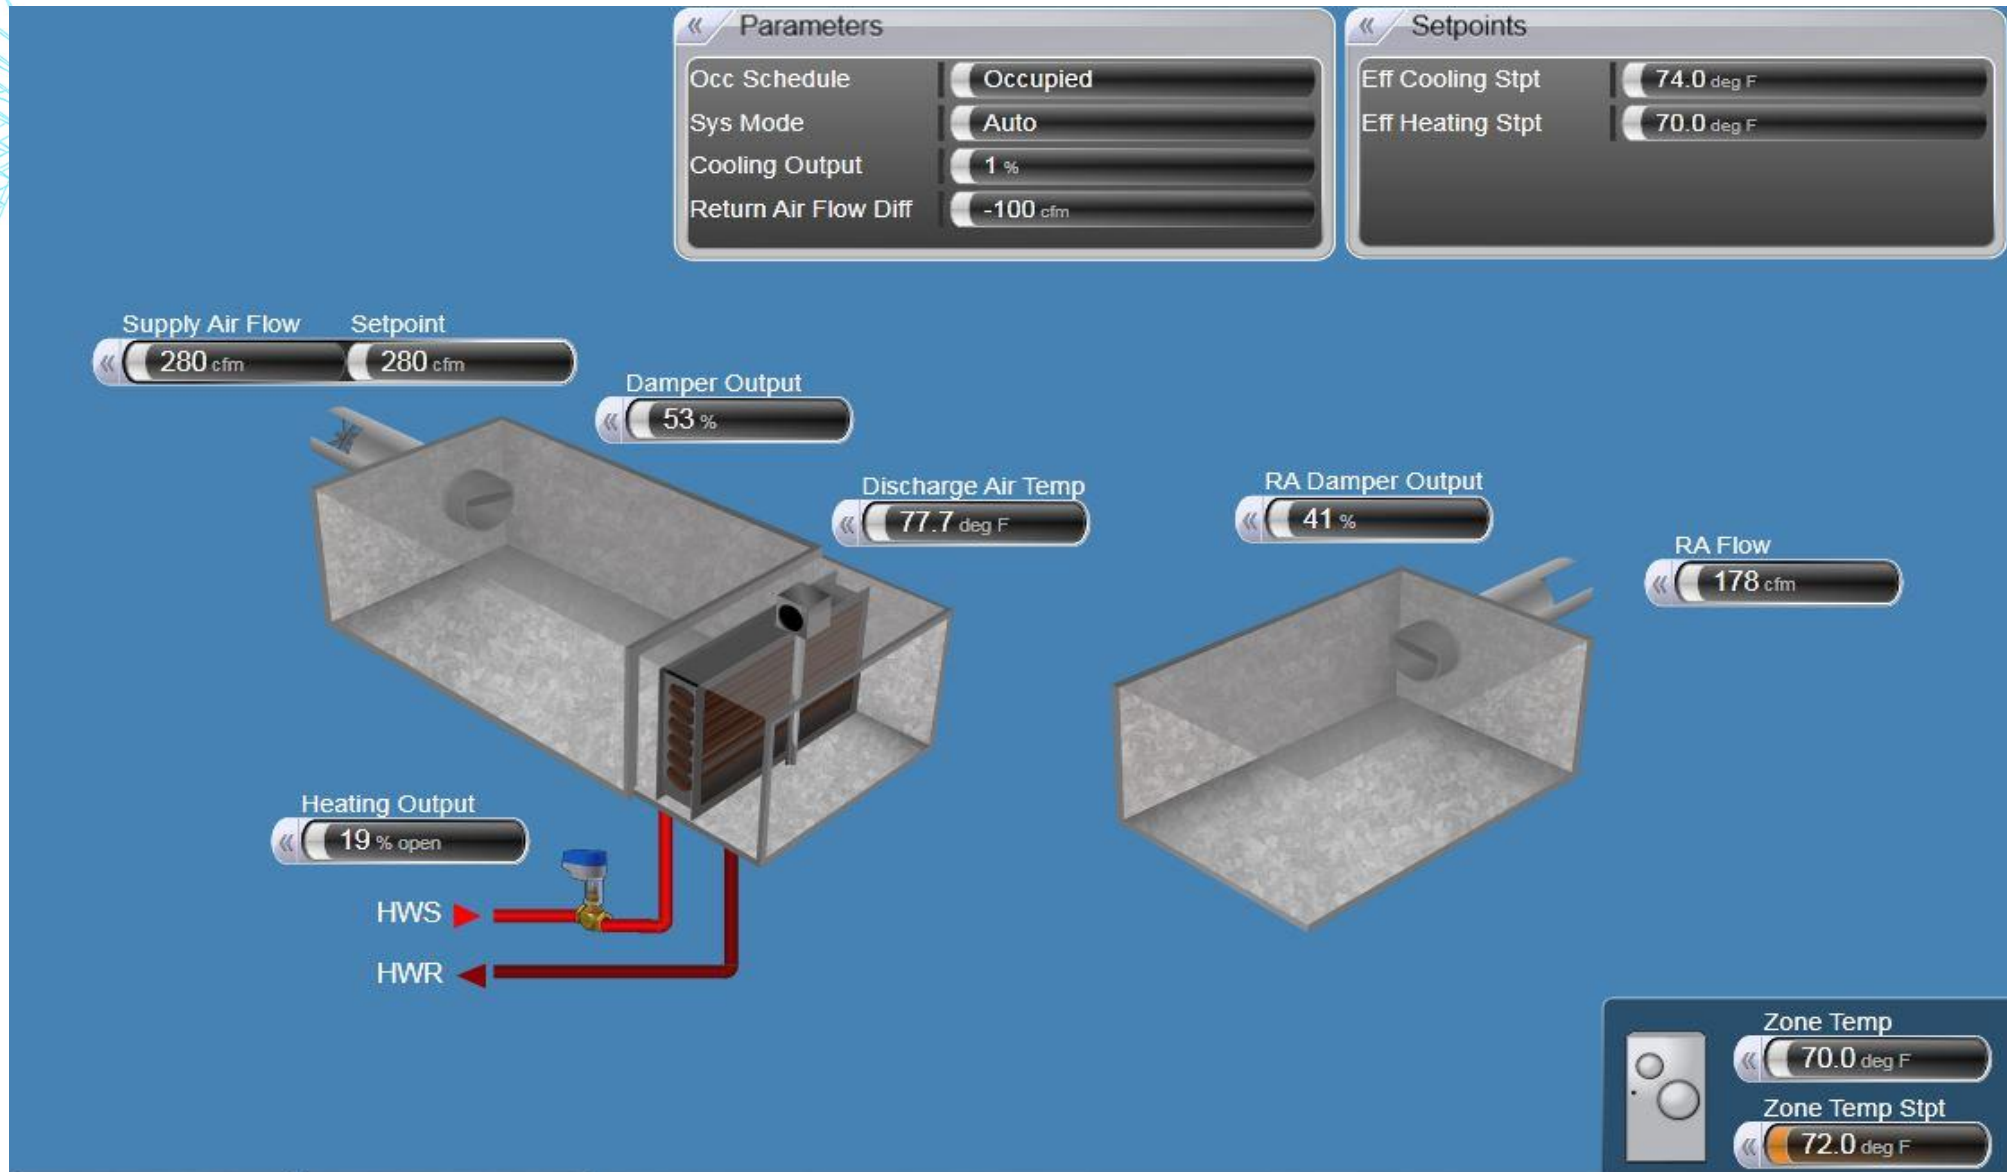 Parameters
Occ Schedule Occupied
Sys Mode Auto
Cooling Output 1 %
Return Air Flow Diff -100 cfm
Setpoints
Eff Cooling Stpt 74.0 deg F
Eff Heating Stpt 70.0 deg F
Supply Air Flow Setpoint
280 cfm 280 cfm
Damper Output
53 %
Discharge Air Temp
77.7 deg F
RA Damper Output
41 %
RA Flow
178 cfm
Heating Output
19 % open
HWS
HWR
Zone Temp
70.0 deg F
Zone Temp Stpt
72.0 deg F